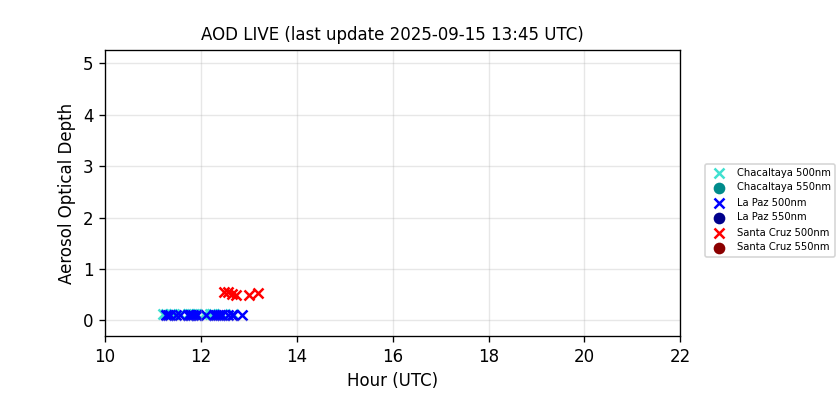 AOD LIVE (last update 2025-09-15 13:45 UTC)
Aerosol Optical Depth
5
4
3
2
1
0
10 12 14 16 18 20 22
Hour (UTC)
Chacaltaya 500nm
Chacaltaya 550nm
La Paz 500nm
La Paz 550nm
Santa Cruz 500nm
Santa Cruz 550nm